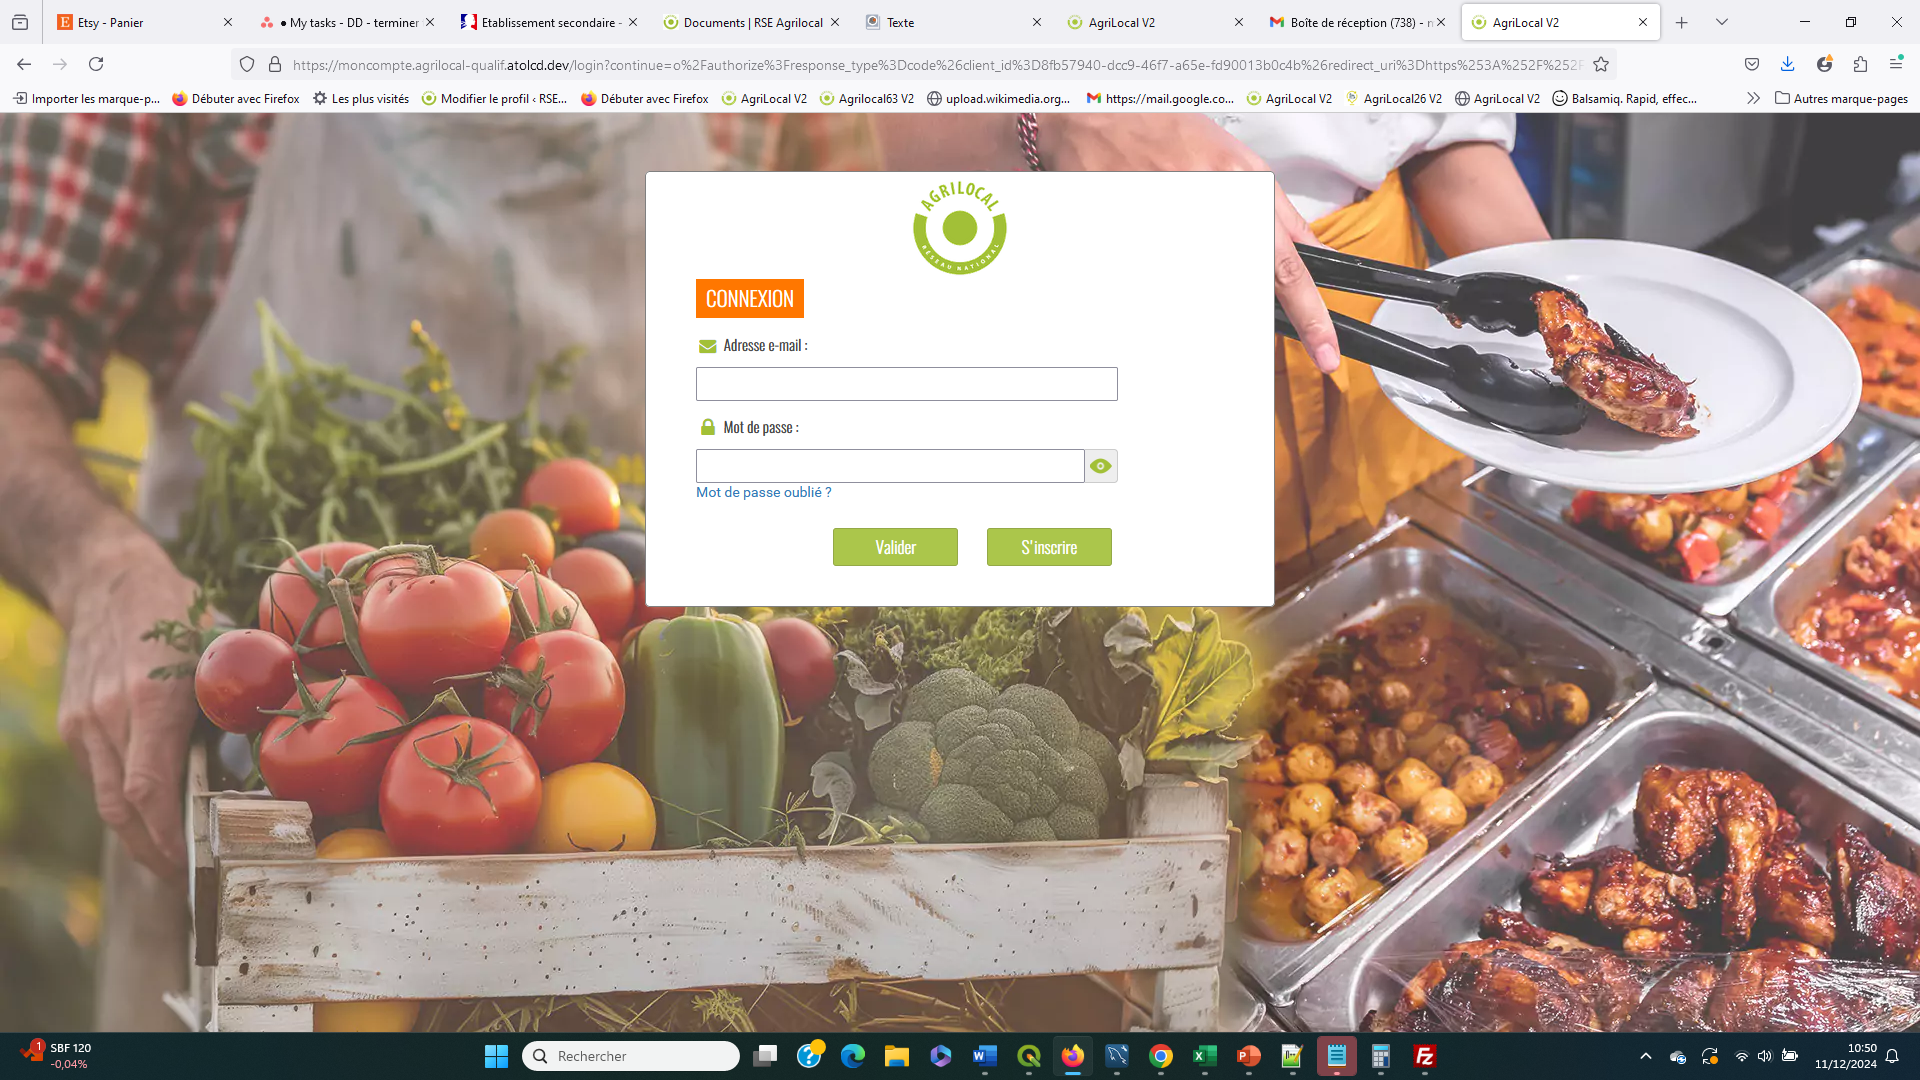 Etsy - Panier
● My tasks - DD - terminer
Etablissement secondaire -
Documents | RSE Agrilocal
Texte
AgriLocal V2
Boîte de réception (738) - n
AgriLocal V2
https://moncompte.agrilocal-qualif.atolcd.dev/login?continue=o%2Fauthorize%3Fresponse_type%3Dcode%26client_id%3D8fb57940-dcc9-46f7-a65e-fd90013b0c4b%26redirect_uri%3Dhttps%253A%252F%252F
Importer les marque-p...
Débuter avec Firefox
Les plus visités
Modifier le profil ‹ RSE...
Débuter avec Firefox
AgriLocal V2
Agrilocal63 V2
upload.wikimedia.org...
https://mail.google.co...
AgriLocal V2
AgriLocal26 V2
AgriLocal V2
Balsamiq. Rapid, effec...
Autres marque-pages
AGRILOCAL
RÉSEAU NATIONAL
CONNEXION
Adresse e-mail :
Mot de passe :
Mot de passe oublié ?
Valider
S'inscrire
1
SBF 120
-0,04%
Rechercher
10:50
11/12/2024